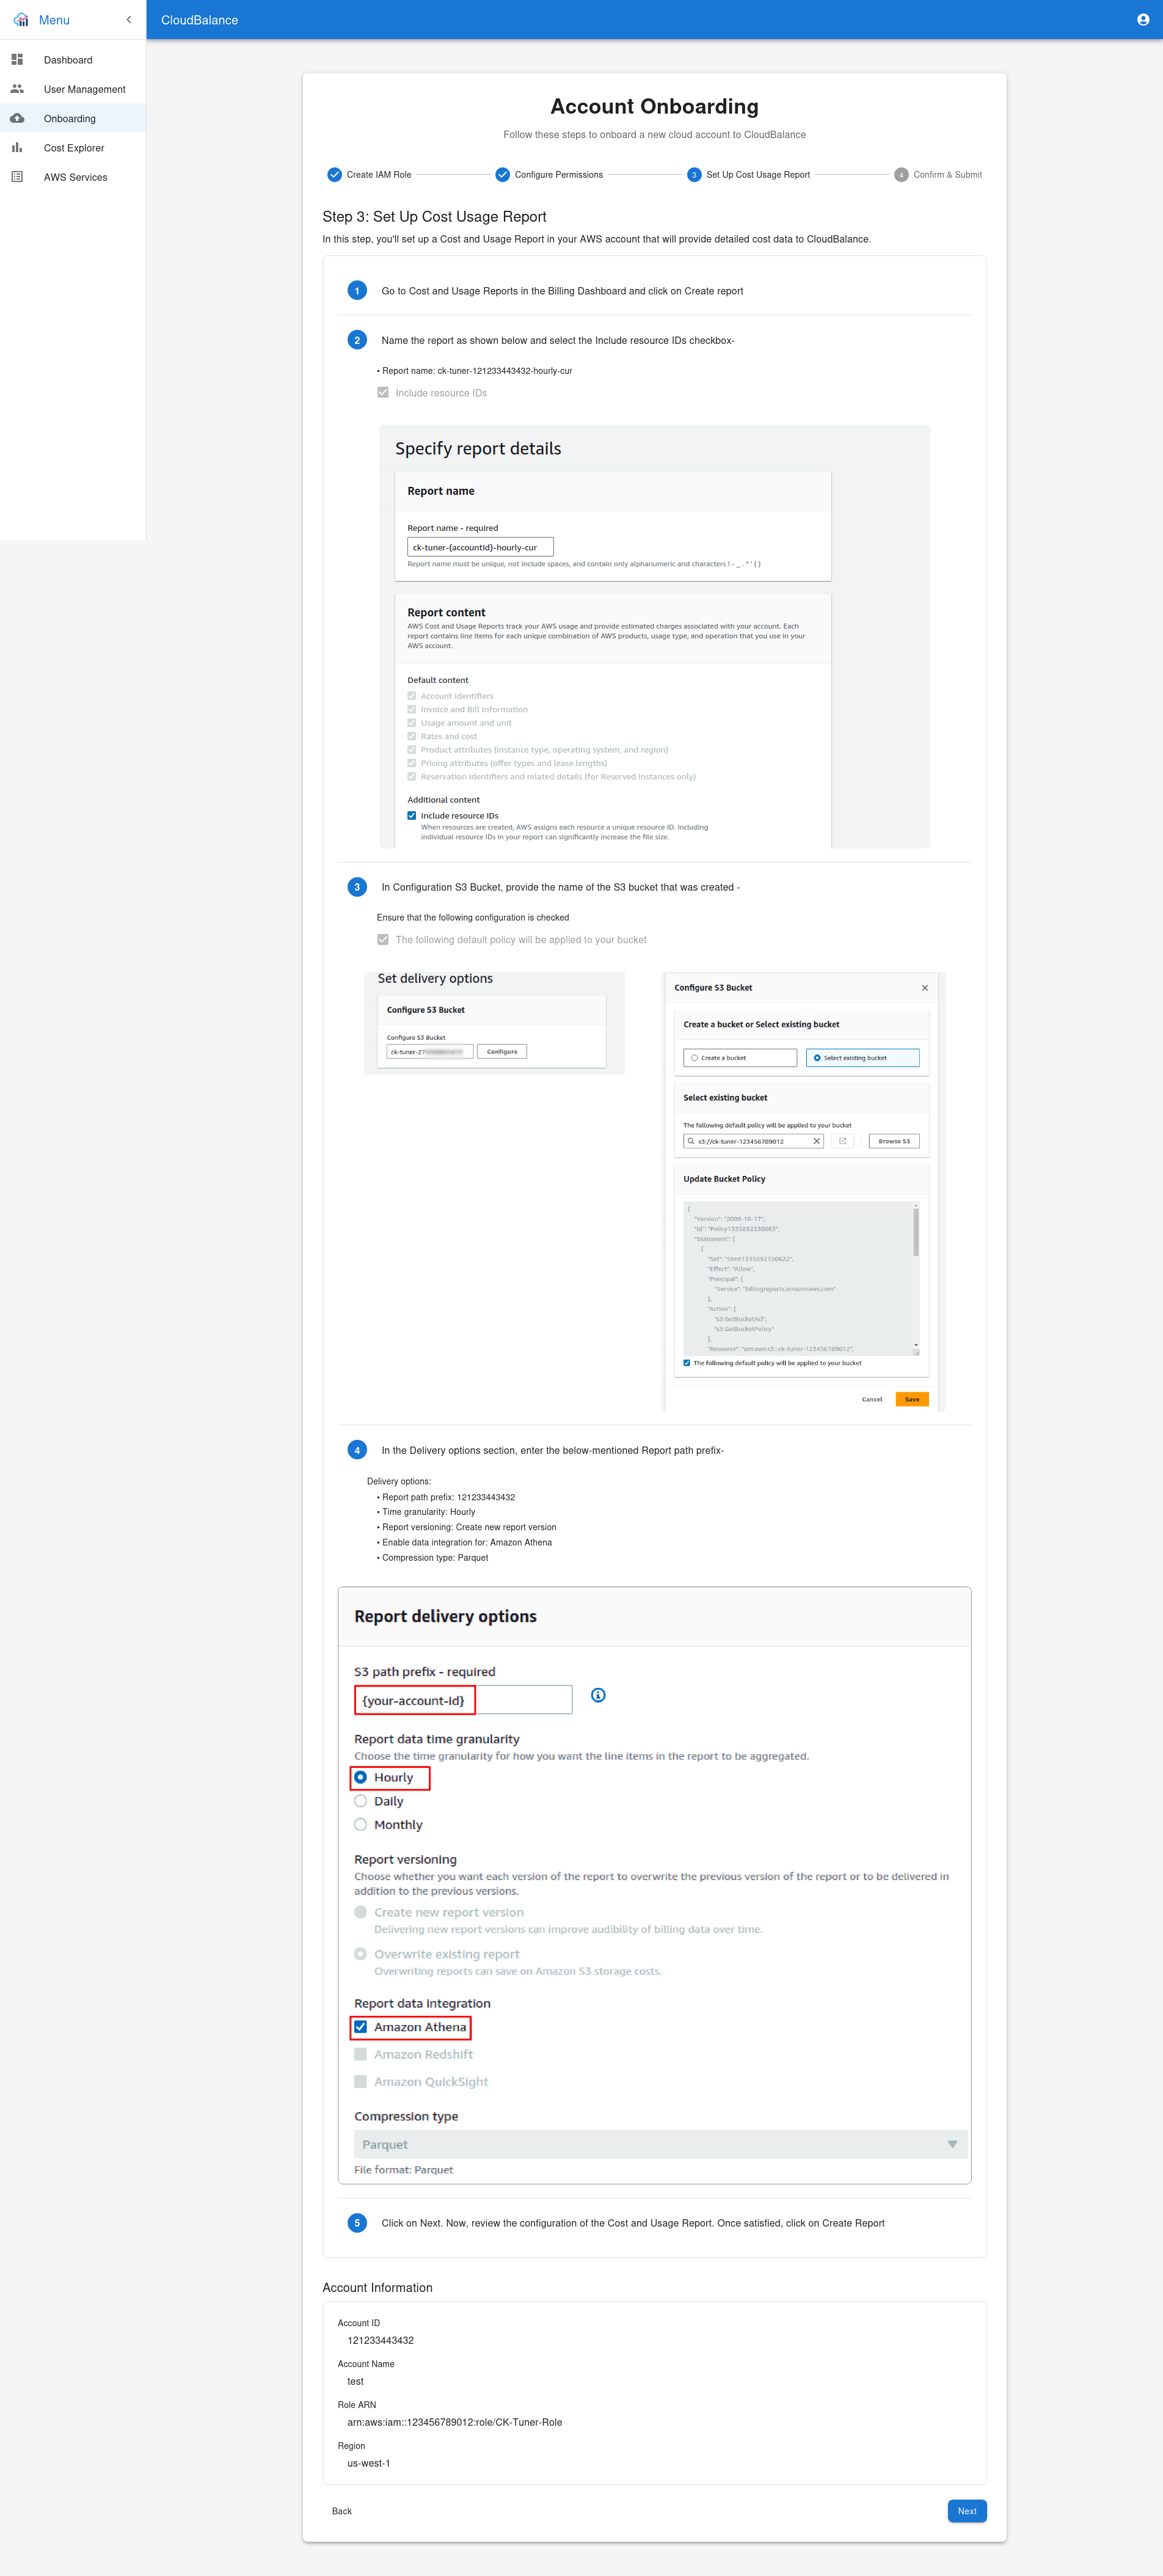 Menu
CloudBalance
Dashboard
User Management
Onboarding
Cost Explorer
AWS Services
Account Onboarding
Follow these steps to onboard a new cloud account to CloudBalance
Create IAM Role
Configure Permissions
3 Set Up Cost Usage Report
4 Confirm & Submit
Step 3: Set Up Cost Usage Report
In this step, you'll set up a Cost and Usage Report in your AWS account that will provide detailed cost data to CloudBalance.
1 Go to Cost and Usage Reports in the Billing Dashboard and click on Create report
2 Name the report as shown below and select the Include resource IDs checkbox-
• Report name: ck-tuner-121233443432-hourly-cur
Include resource IDs
Specify report details
Report name
Report name - required
ck-tuner-{accountId}-hourly-cur
Report name must be unique, not include spaces, and contain only alphanumeric and characters ! - _ . * ' ( )
Report content
AWS Cost and Usage Reports track your AWS usage and provide estimated charges associated with your account. Each
report contains line items for each unique combination of AWS products, usage type, and operation that you use in your
AWS account.
Default content
Account identifiers
Invoice and Bill Information
Usage amount and unit
Rates and cost
Product attributes (instance type, operating system, and region)
Pricing attributes (offer types and lease lengths)
Reservation identifiers and related details (for Reserved Instances only)
Additional content
Include resource IDs
When resources are created, AWS assigns each resource a unique resource ID. Including
individual resource IDs in your report can significantly increase the file size.
3 In Configuration S3 Bucket, provide the name of the S3 bucket that was created -
Ensure that the following configuration is checked
The following default policy will be applied to your bucket
Set delivery options
Configure S3 Bucket
Configure S3 Bucket
ck-tuner-27
Configure
Configure S3 Bucket
Create a bucket or Select existing bucket
Create a bucket
Select existing bucket
Select existing bucket
The following default policy will be applied to your bucket
s3://ck-tuner-123456789012
Browse S3
Update Bucket Policy
{
"Version": "2008-10-17",
"Id": "Policy1335892530063",
"Statement": [
{
"Sid": "Stmt1335892150622",
"Effect": "Allow",
"Principal": {
"Service": "billingreports.amazonaws.com"
},
"Action": [
"s3:GetBucketAcl",
"s3:GetBucketPolicy"
],
"Resource": "arn:aws:s3:::ck-tuner-123456789012",
The following default policy will be applied to your bucket
Cancel
Save
4 In the Delivery options section, enter the below-mentioned Report path prefix-
Delivery options:
• Report path prefix: 121233443432
• Time granularity: Hourly
• Report versioning: Create new report version
• Enable data integration for: Amazon Athena
• Compression type: Parquet
Report delivery options
S3 path prefix - required
{your-account-id}
Report data time granularity
Choose the time granularity for how you want the line items in the report to be aggregated.
Hourly
Daily
Monthly
Report versioning
Choose whether you want each version of the report to overwrite the previous version of the report or to be delivered in
addition to the previous versions.
Create new report version
Delivering new report versions can improve audibility of billing data over time.
Overwrite existing report
Overwriting reports can save on Amazon S3 storage costs.
Report data integration
Amazon Athena
Amazon Redshift
Amazon QuickSight
Compression type
Parquet
File format: Parquet
5 Click on Next. Now, review the configuration of the Cost and Usage Report. Once satisfied, click on Create Report
Account Information
Account ID
121233443432
Account Name
test
Role ARN
arn:aws:iam::123456789012:role/CK-Tuner-Role
Region
us-west-1
Back
Next